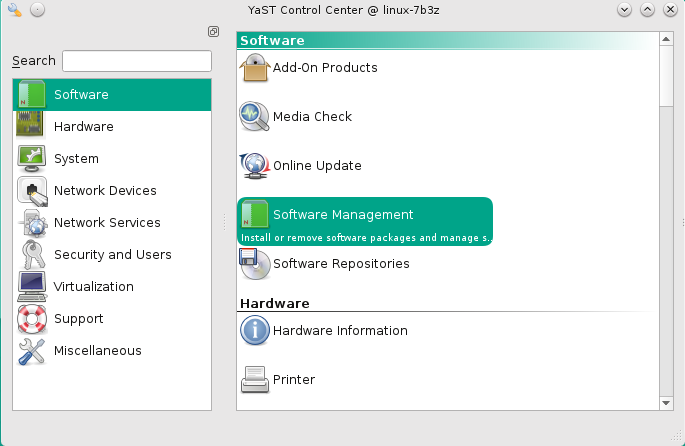 YaST Control Center @ linux-7b3z
Search
Software
Hardware
System
Network Devices
Network Services
Security and Users
Virtualization
Support
Miscellaneous
Software
Add-On Products
Media Check
Online Update
Software Management
Install or remove software packages and manage s...
Software Repositories
Hardware
Hardware Information
Printer